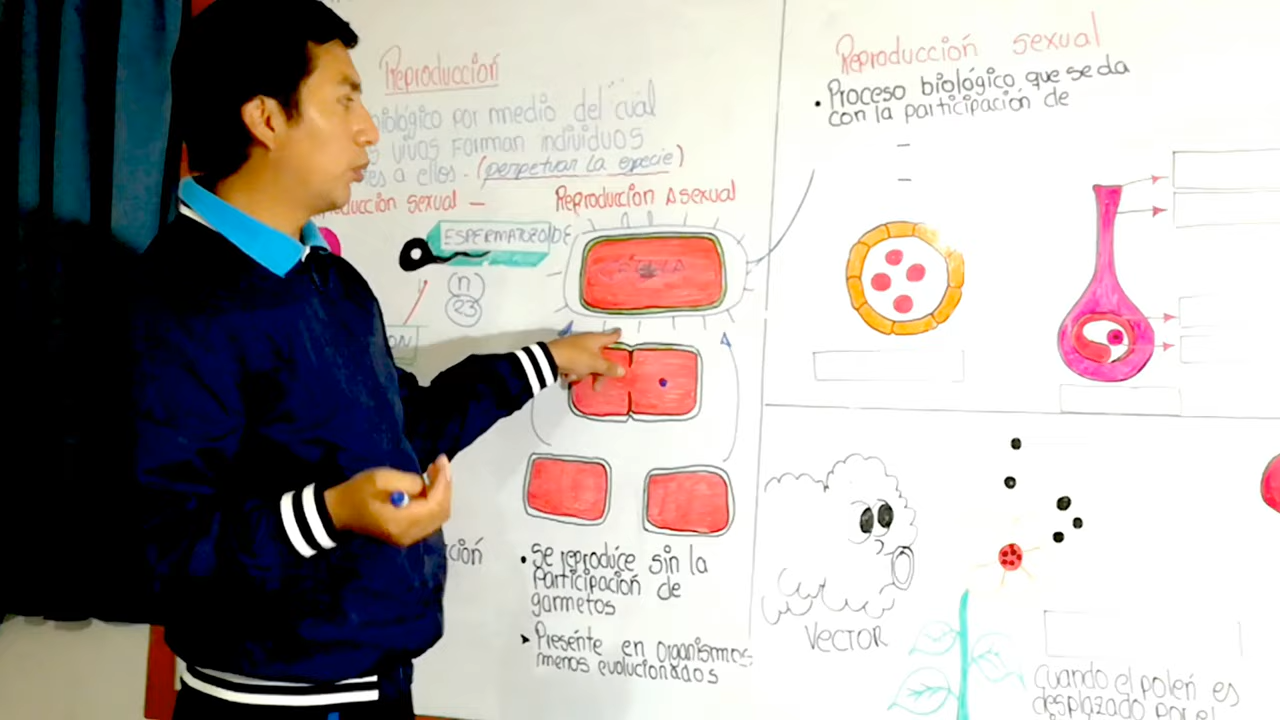 Reproducción
biológico por medio del cual
vivos Forman individuos
a ellos. (perpetuar la especie)
sexual —
Reproducción Asexual
ESPERMATOZOIDE
(n)
23
• Se reproduce sin la
Participación de
garmetos
➤ Presente en organismos
menos evolucionados
Reproducción sexual
• Proceso biológico que se da
con la participación de
VECTOR
Cuando el polen es
desplazado por el